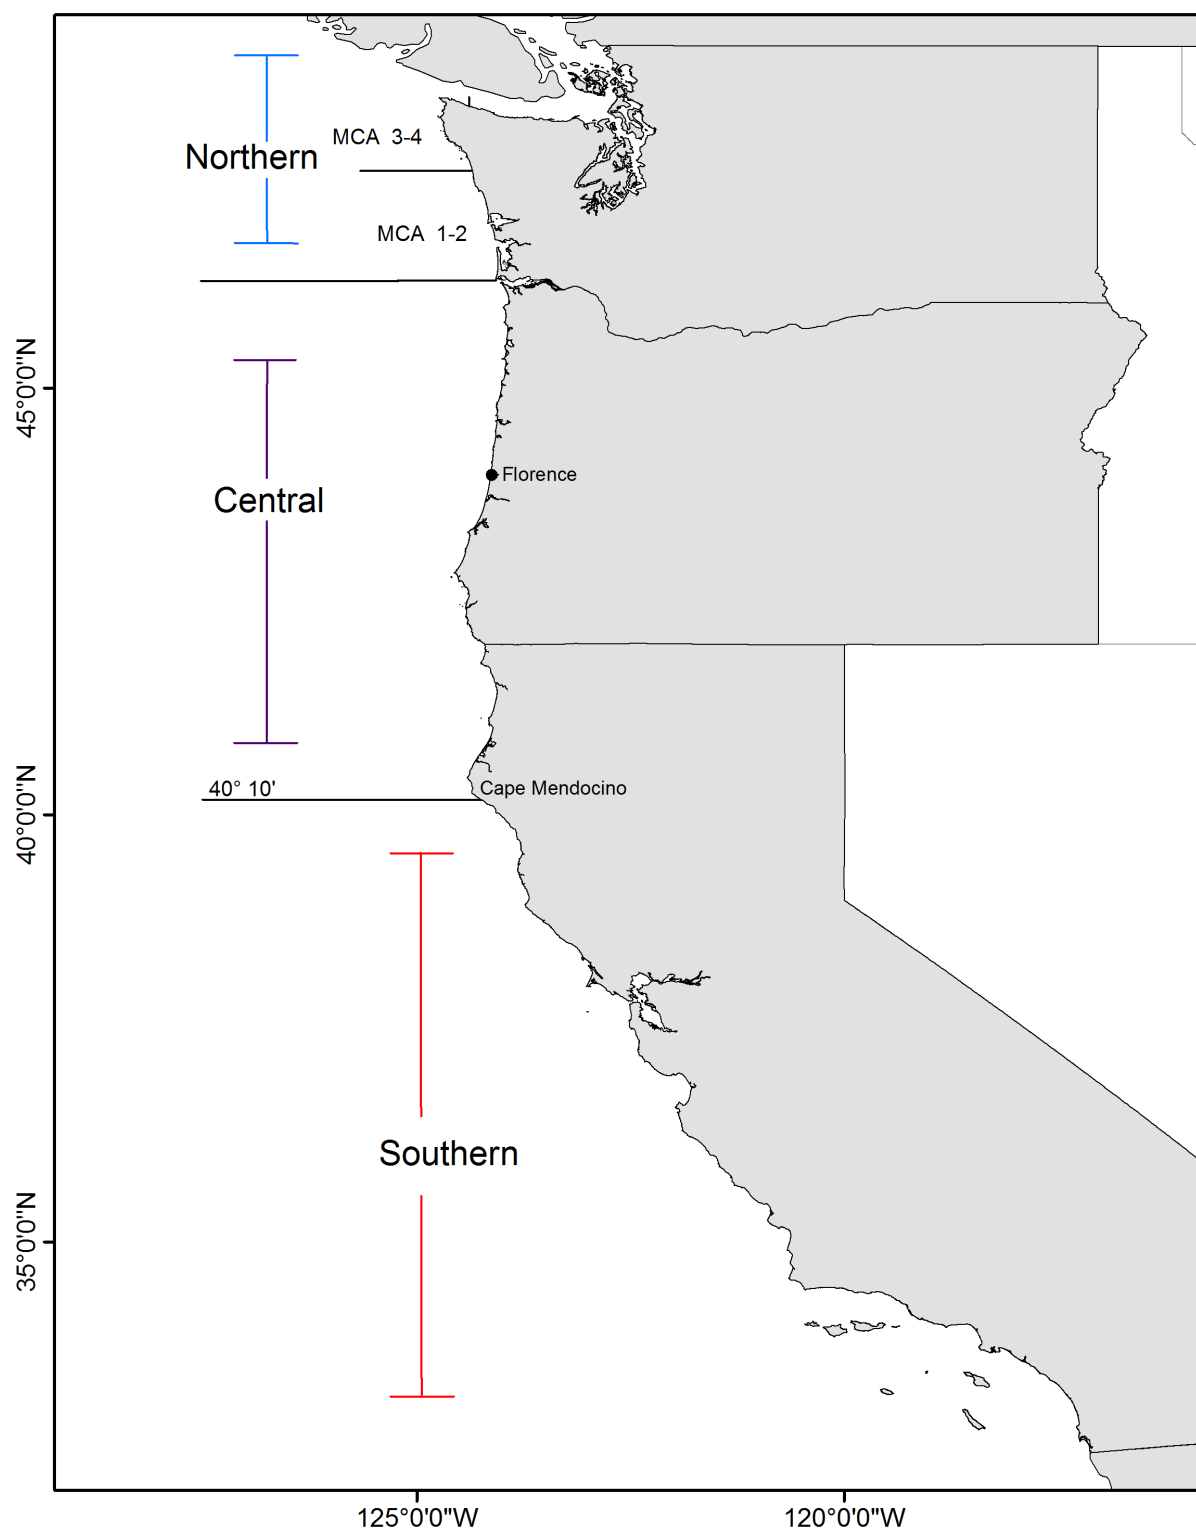 MCA 3-4
Northern
MCA 1-2
45°0'0"N
Florence
Central
40° 10'
Cape Mendocino
40°0'0"N
Southern
35°0'0"N
125°0'0"W
120°0'0"W